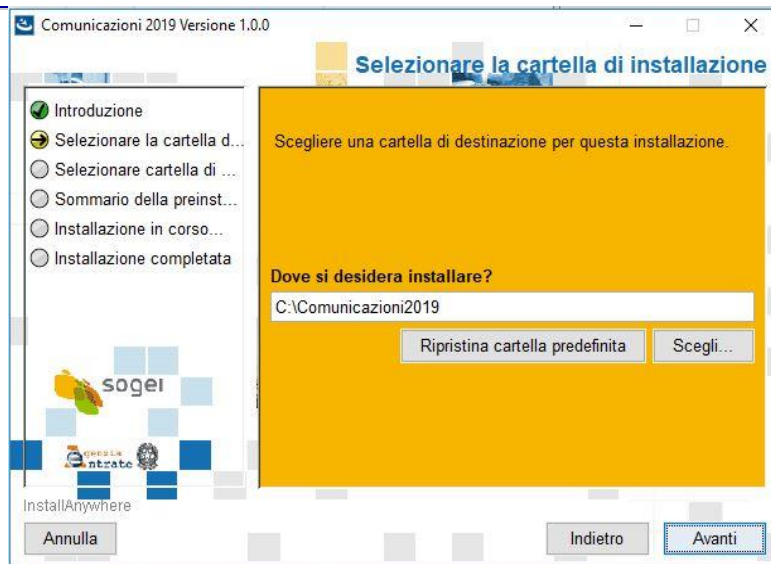 Comunicazioni 2019 Versione 1.0.0
Selezionare la cartella di installazione
Introduzione
Selezionare la cartella d...
Selezionare cartella di ...
Sommario della preinst...
Installazione in corso...
Installazione completata
Scegliere una cartella di destinazione per questa installazione.
Dove si desidera installare?
C:\Comunicazioni2019
Ripristina cartella predefinita
Scegli...
sogei
Agenzia
Entrate
InstallAnywhere
Annulla
Indietro
Avanti